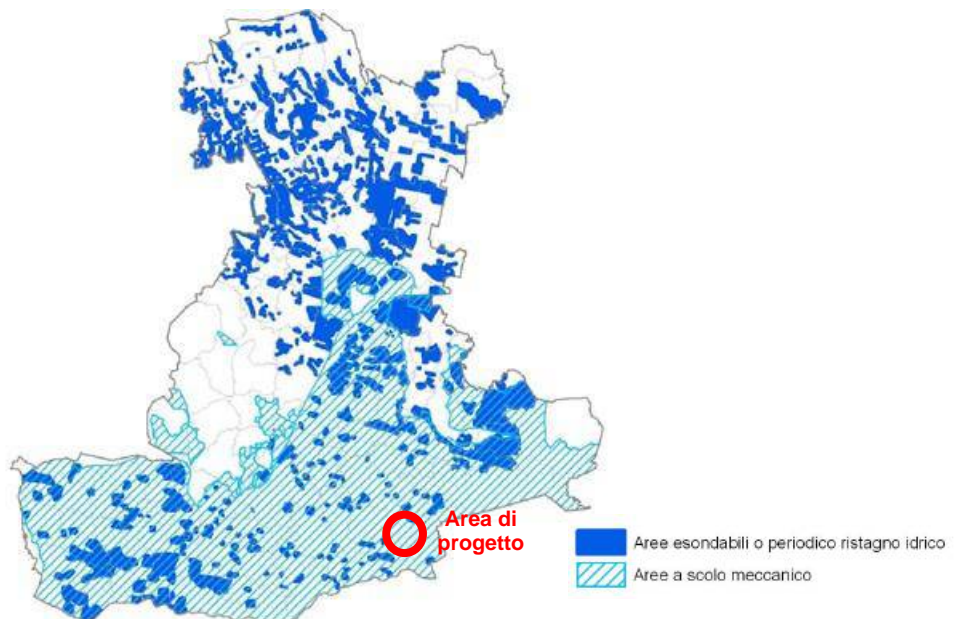 Area di
progetto
Aree esondabili o periodico ristagno idrico
Aree a scolo meccanico